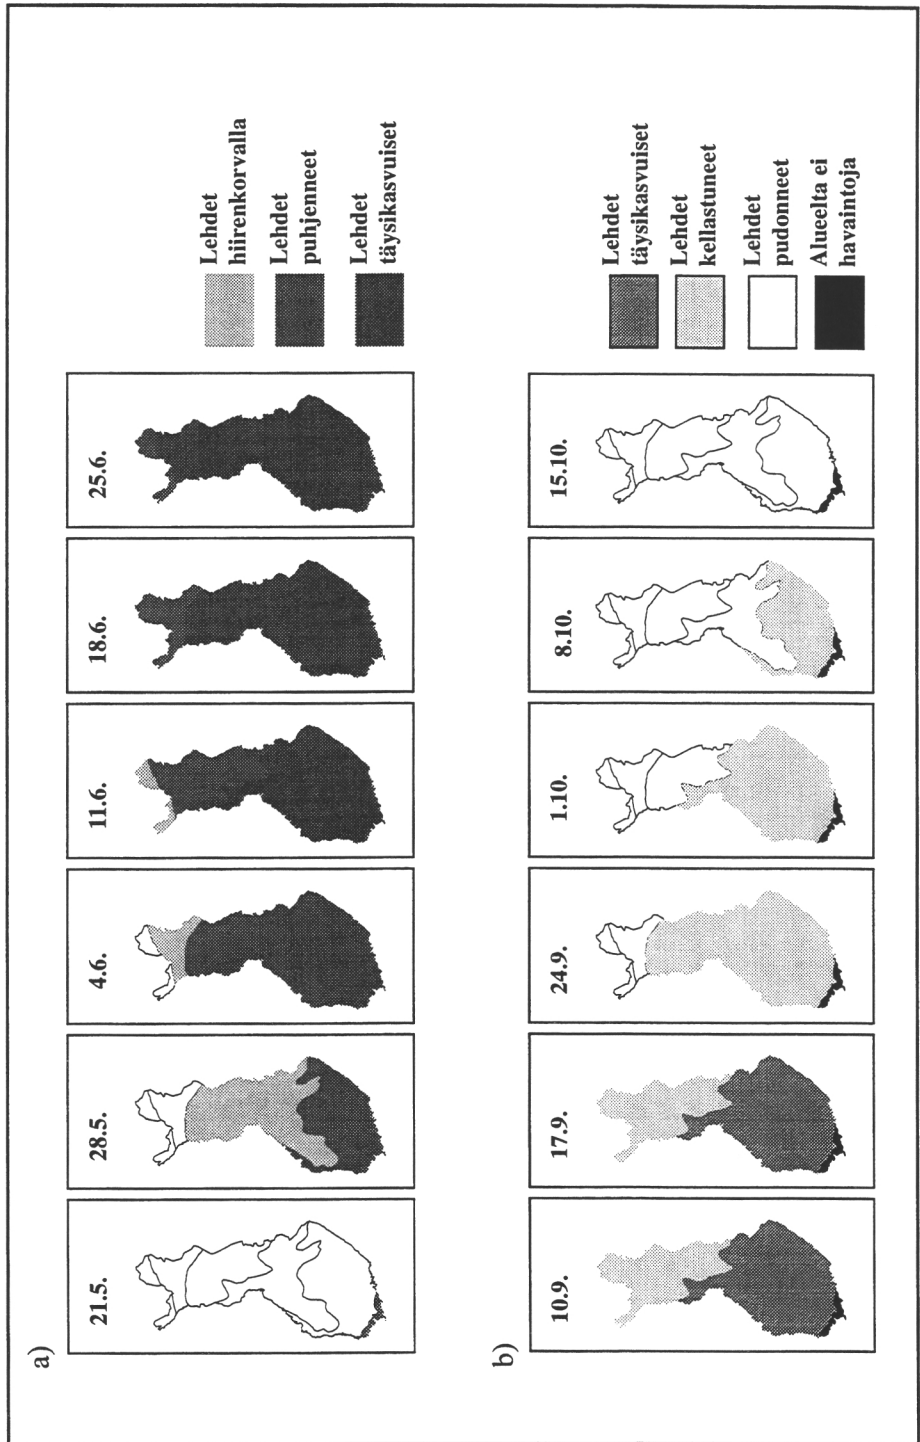 a)
21.5.
28.5.
4.6.
11.6.
18.6.
25.6.
Lehdet
hiirenkorvalla
Lehdet
puhjenneet
Lehdet
täysikasvuiset
b)
10.9.
17.9.
24.9.
1.10.
8.10.
15.10.
Lehdet
täysikasvuiset
Lehdet
kellastuneet
Lehdet
pudonneet
Alueelta ei
havaintoja